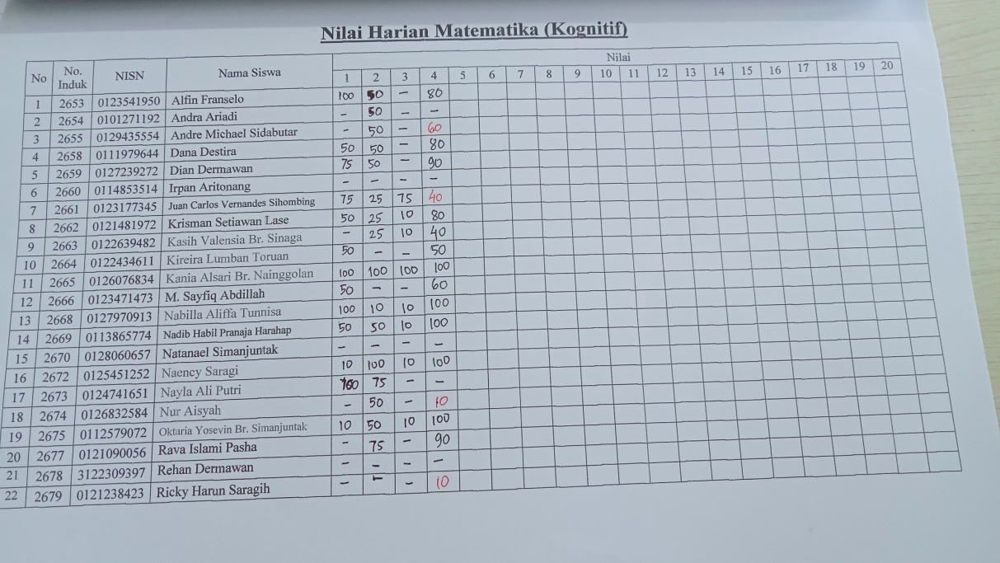 Nilai Harian Matematika (Kognitif)
No No. Induk NISN Nama Siswa Nilai
1 2 3 4 5 6 7 8 9 10 11 12 13 14 15 16 17 18 19 20
1 2653 0123541950 Alfin Franselo 100 50 - 80
2 2654 0101271192 Andra Ariadi - 50 - -
3 2655 0129435554 Andre Michael Sidabutar - 50 - 60
4 2658 0111979644 Dana Destira 50 50 - 80
5 2659 0127239272 Dian Dermawan 75 50 - 90
6 2660 0114853514 Irpan Aritonang - - - -
7 2661 0123177345 Juan Carlos Vernandes Sihombing 75 25 75 40
8 2662 0121481972 Krisman Setiawan Lase 50 25 10 80
9 2663 0122639482 Kasih Valensia Br. Sinaga - 25 10 40
10 2664 0122434611 Kireira Lumban Toruan 50 - - 50
11 2665 0126076834 Kania Alsari Br. Nainggolan 100 100 100 100
12 2666 0123471473 M. Sayfiq Abdillah 50 - - 60
13 2668 0127970913 Nabilla Aliffa Tunnisa 100 10 10 100
14 2669 0113865774 Nadib Habil Pranaja Harahap 50 50 10 100
15 2670 0128060657 Natanael Simanjuntak - - - -
16 2672 0125451252 Naency Saragi 10 100 10 100
17 2673 0124741651 Nayla Ali Putri 100 75 - -
18 2674 0126832584 Nur Aisyah - 50 - 10
19 2675 0112579072 Oktaria Yosevin Br. Simanjuntak 10 50 10 100
20 2677 0121090056 Rava Islami Pasha - 75 - 90
21 2678 3122309397 Rehan Dermawan - - - -
22 2679 0121238423 Ricky Harun Saragih - - - 10